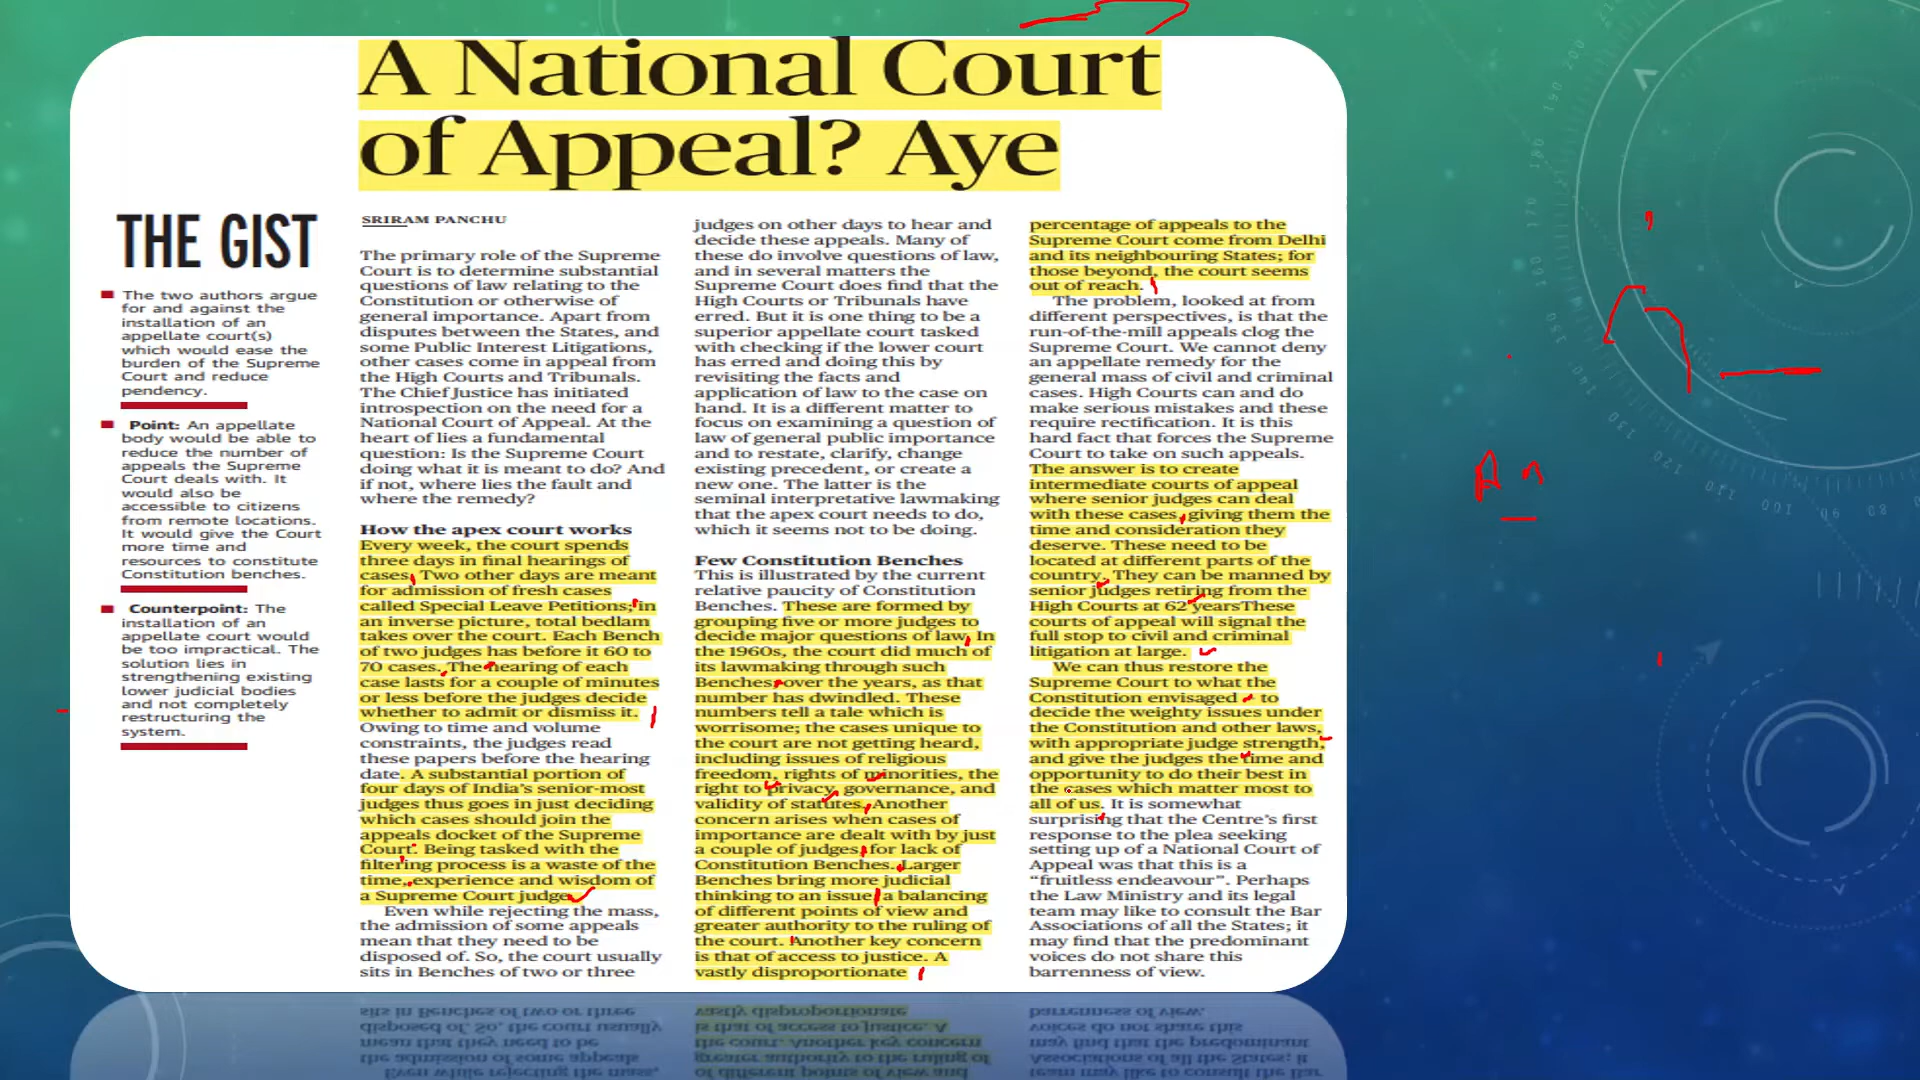 A National Court
of Appeal? Aye
THE GIST
The two authors argue
for and against the
installation of an
appellate court(s)
which would ease the
burden of the Supreme
Court and reduce
pendency.
Point: An appellate
body would be able to
reduce the number of
appeals the Supreme
Court deals with. It
would also be
accessible to citizens
from remote locations.
It would give the Court
more time and
resources to constitute
Constitution benches.
Counterpoint: The
installation of an
appellate court would
be too impractical. The
solution lies in
strengthening existing
lower judicial bodies
and not completely
restructuring the
system.
SRIRAM PANCHU
The primary role of the Supreme
Court is to determine substantial
questions of law relating to the
Constitution or otherwise of
general importance. Apart from
disputes between the States, and
some Public Interest Litigations,
other cases come in appeal from
the High Courts and Tribunals.
The Chief Justice has initiated
introspection on the need for a
National Court of Appeal. At the
heart of lies a fundamental
question: Is the Supreme Court
doing what it is meant to do? And
if not, where lies the fault and
where the remedy?
How the apex court works
Every week, the court spends
three days in final hearings of
cases. Two other days are meant
for admission of fresh cases
called Special Leave Petitions; in
an inverse picture, total bedlam
takes over the court. Each Bench
of two judges has before it 60 to
70 cases. The hearing of each
case lasts for a couple of minutes
or less before the judges decide
whether to admit or dismiss it.
Owing to time and volume
constraints, the judges read
these papers before the hearing
date. A substantial portion of
four days of India's senior-most
judges thus goes in just deciding
which cases should join the
appeals docket of the Supreme
Court. Being tasked with the
filtering process is a waste of the
time, experience and wisdom of
a Supreme Court judge.
Even while rejecting the mass,
the admission of some appeals
mean that they need to be
disposed of. So, the court usually
sits in Benches of two or three
judges on other days to hear and
decide these appeals. Many of
these do involve questions of law,
and in several matters the
Supreme Court does find that the
High Courts or Tribunals have
erred. But it is one thing to be a
superior appellate court tasked
with checking if the lower court
has erred and doing this by
revisiting the facts and
application of law to the case on
hand. It is a different matter to
focus on examining a question of
law of general public importance
and to restate, clarify, change
existing precedent, or create a
new one. The latter is the
seminal interpretative lawmaking
that the apex court needs to do,
which it seems not to be doing.
Few Constitution Benches
This is illustrated by the current
relative paucity of Constitution
Benches. These are formed by
grouping five or more judges to
decide major questions of law. In
the 1960s, the court did much of
its lawmaking through such
Benches; over the years, as that
number has dwindled. These
numbers tell a tale which is
worrisome; the cases unique to
the court are not getting heard,
including issues of religious
freedom, rights of minorities, the
right to privacy, governance, and
validity of statutes. Another
concern arises when cases of
importance are dealt with by just
a couple of judges, for lack of
Constitution Benches. Larger
Benches bring more judicial
thinking to an issue, a balancing
of different points of view and
greater authority to the ruling of
the court. Another key concern
is that of access to justice. A
vastly disproportionate
percentage of appeals to the
Supreme Court come from Delhi
and its neighbouring States; for
those beyond, the court seems
out of reach.
The problem, looked at from
different perspectives, is that the
run-of-the-mill appeals clog the
Supreme Court. We cannot deny
an appellate remedy for the
general mass of civil and criminal
cases. High Courts can and do
make serious mistakes and these
require rectification. It is this
hard fact that forces the Supreme
Court to take on such appeals.
The answer is to create
intermediate courts of appeal
where senior judges can deal
with these cases, giving them the
time and consideration they
deserve. These need to be
located at different parts of the
country. They can be manned by
senior judges retiring from the
High Courts at 62 yearsThese
courts of appeal will signal the
full stop to civil and criminal
litigation at large.
We can thus restore the
Supreme Court to what the
Constitution envisaged - to
decide the weighty issues under
the Constitution and other laws,
with appropriate judge strength,
and give the judges the time and
opportunity to do their best in
the cases which matter most to
all of us. It is somewhat
surprising that the Centre's first
response to the plea seeking
setting up of a National Court of
Appeal was that this is a
"fruitless endeavour". Perhaps
the Law Ministry and its legal
team may like to consult the Bar
Associations of all the States; it
may find that the predominant
voices do not share this
barrenness of view.